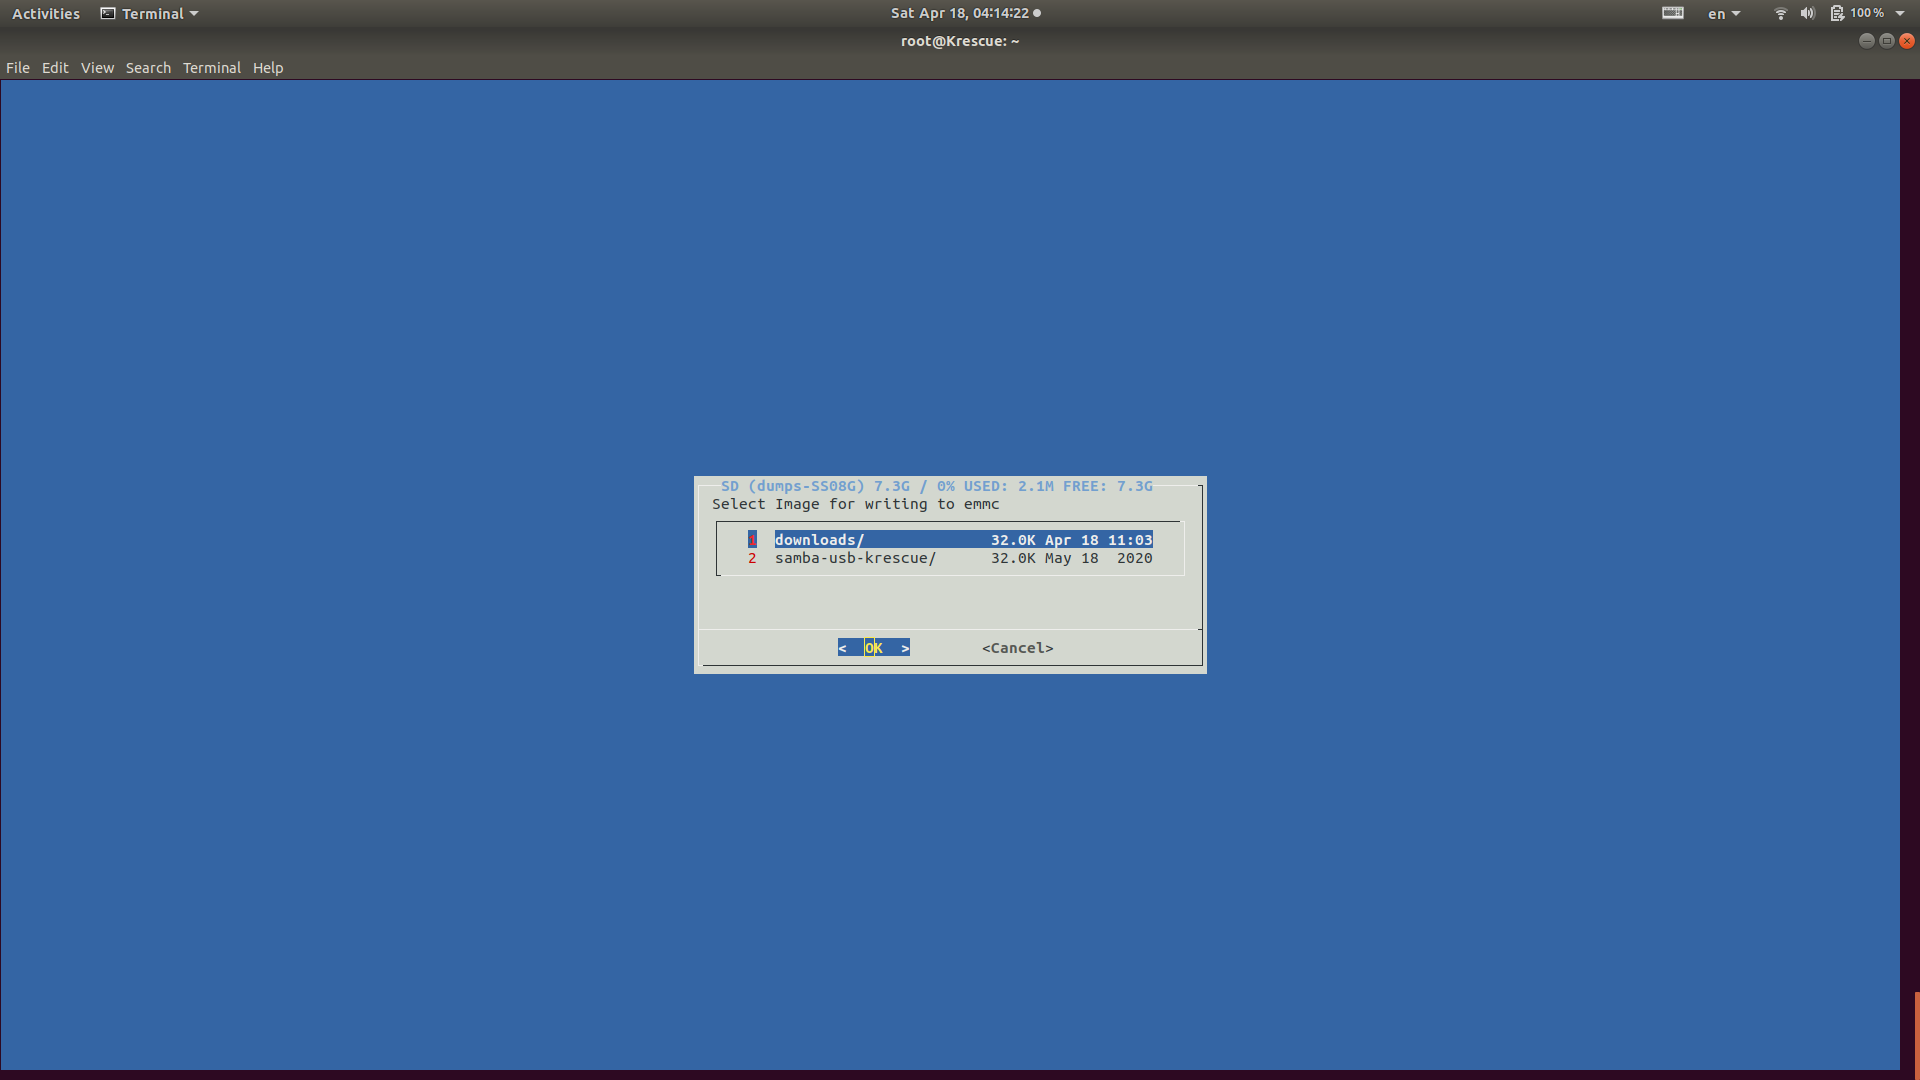 Activities Terminal Sat Apr 18, 04:14:22 en 100%
root@Krescue: ~
File Edit View Search Terminal Help
SD (dumps-SS08G) 7.3G / 0% USED: 2.1M FREE: 7.3G
Select Image for writing to emmc
1 downloads/ 32.0K Apr 18 11:03
2 samba-usb-krescue/ 32.0K May 18 2020
< OK > <Cancel>